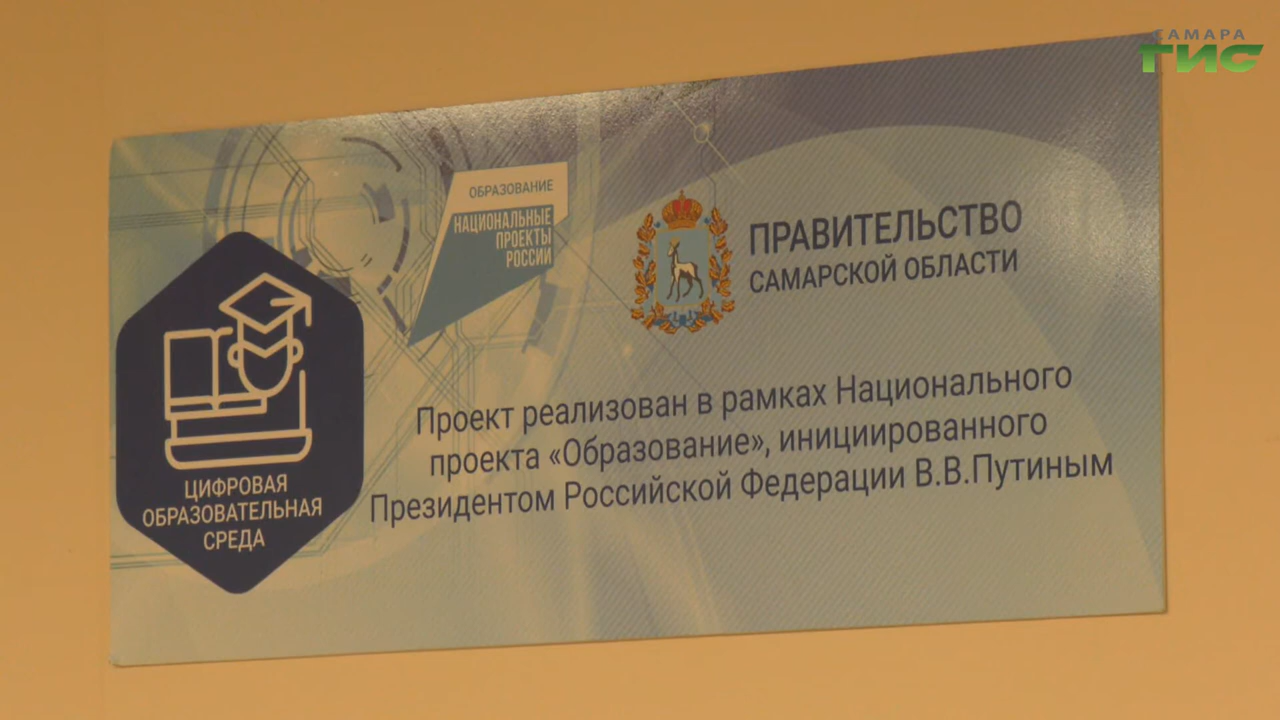 САМАРА
ГИС
ОБРАЗОВАНИЕ
НАЦИОНАЛЬНЫЕ
ПРОЕКТЫ
РОССИИ
ПРАВИТЕЛЬСТВО
САМАРСКОЙ ОБЛАСТИ
Проект реализован в рамках Национального
проекта «Образование», инициированного
Президентом Российской Федерации В.В.Путиным
ЦИФРОВАЯ
ОБРАЗОВАТЕЛЬНАЯ
СРЕДА